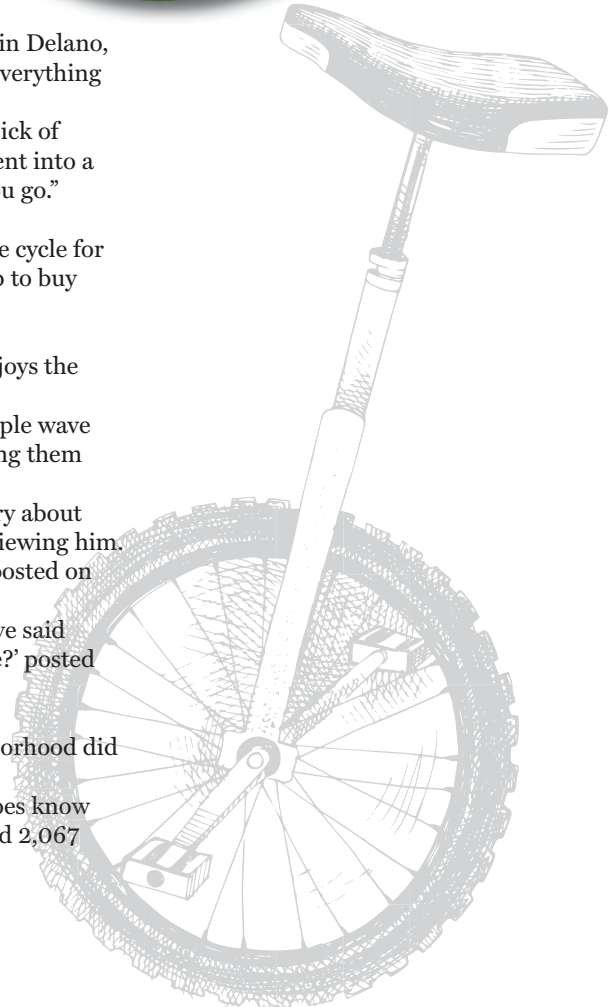 in Delano,
verything
ick of
ent into a
u go.”
e cycle for
to buy
joys the
ple wave
ng them
ry about
iewing him.
posted on
ve said
e?’ posted
orhood did
oes know
d 2,067